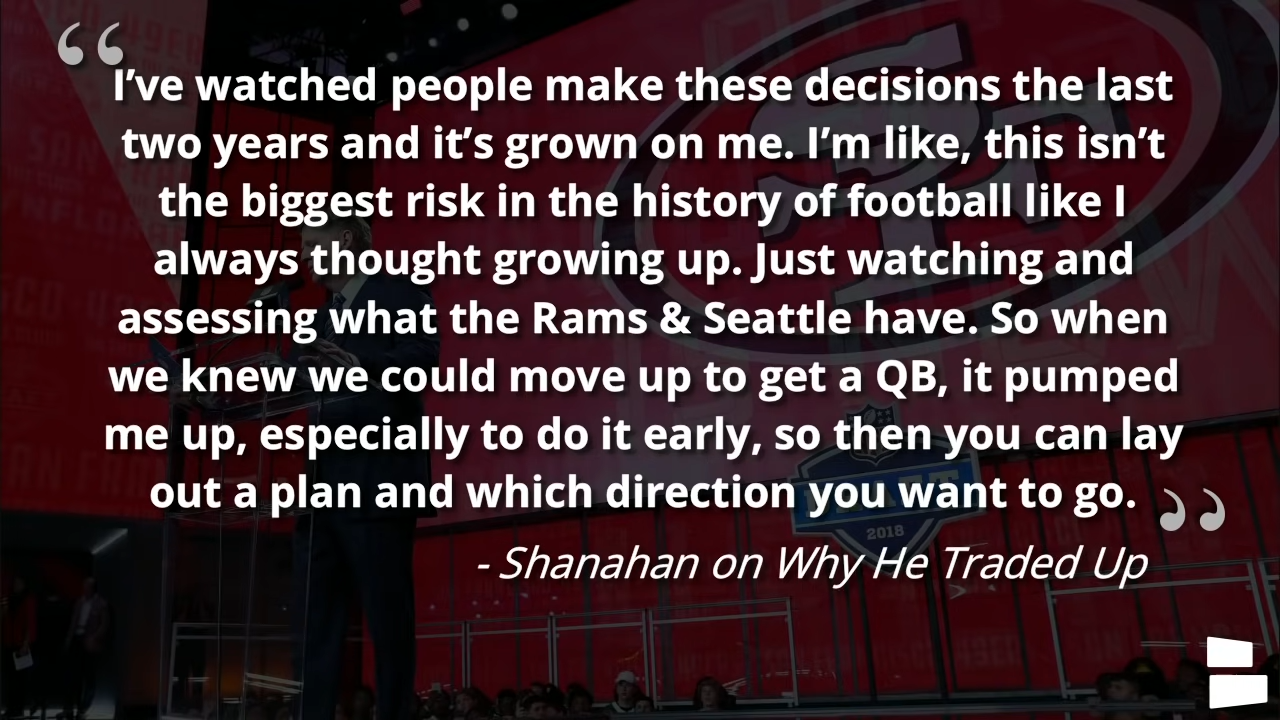 “
I’ve watched people make these decisions the last
two years and it’s grown on me. I’m like, this isn’t
the biggest risk in the history of football like I
always thought growing up. Just watching and
assessing what the Rams & Seattle have. So when
we knew we could move up to get a QB, it pumped
me up, especially to do it early, so then you can lay
out a plan and which direction you want to go. ”
- Shanahan on Why He Traded Up
SF
DRAFT
2018